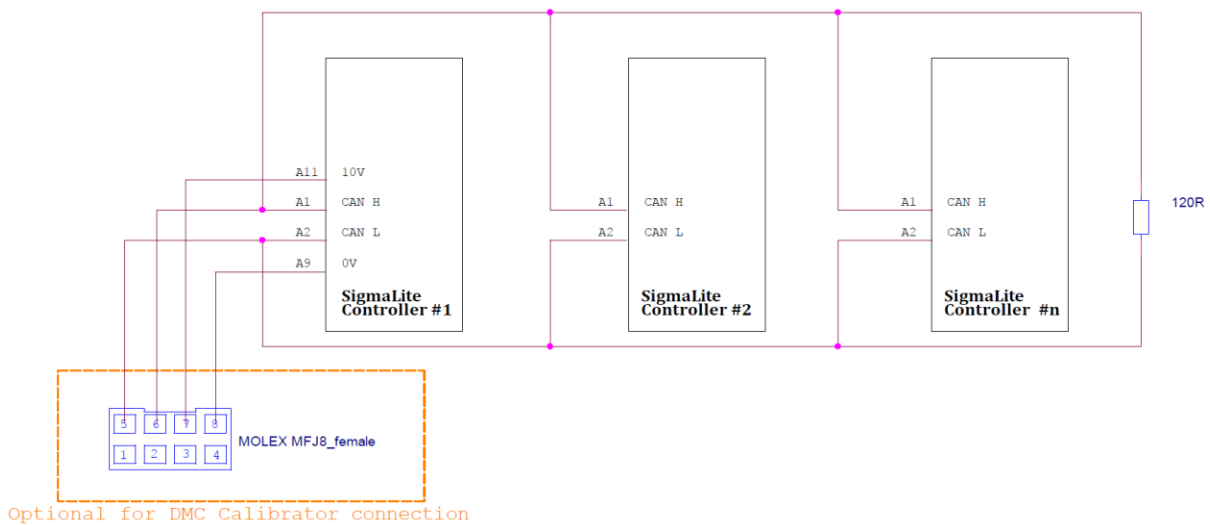 A11 10V
A1 CAN H
A2 CAN L
A9 0V
SigmaLite
Controller #1
A1 CAN H
A2 CAN L
SigmaLite
Controller #2
A1 CAN H
A2 CAN L
SigmaLite
Controller #n
120R
5 6 7 8
1 2 3 4
MOLEX MFJ8_female
Optional for DMC Calibrator connection